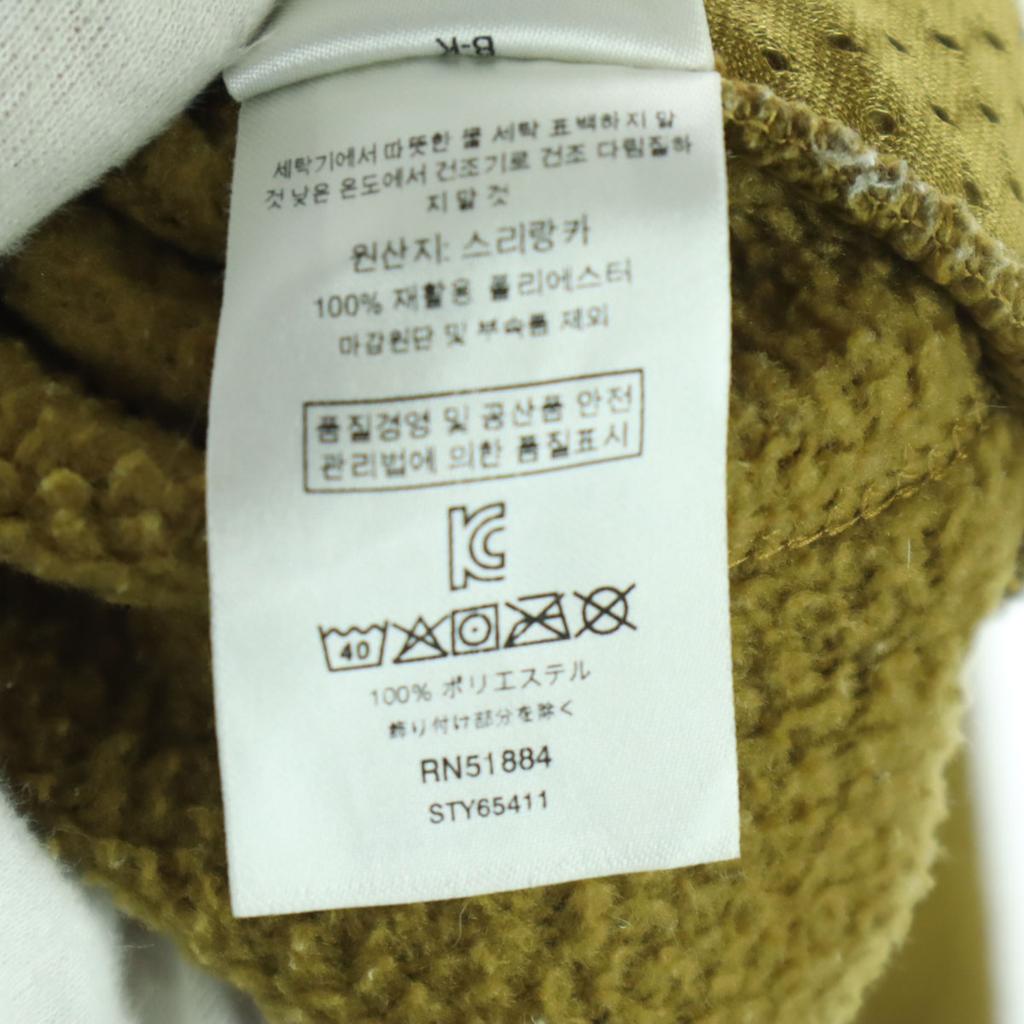 B-K
세탁기에서 따뜻한 물 세탁 표백하지 말
것 낮은 온도에서 건조기로 건조 다림질하
지 말 것
원산지: 스리랑카
100% 재활용 폴리에스터
마감원단 및 부속품 제외
품질경영 및 공산품 안전
관리법에 의한 품질표시
KC
40
100% ポリエステル
飾り付け部分を除く
RN51884
STY65411